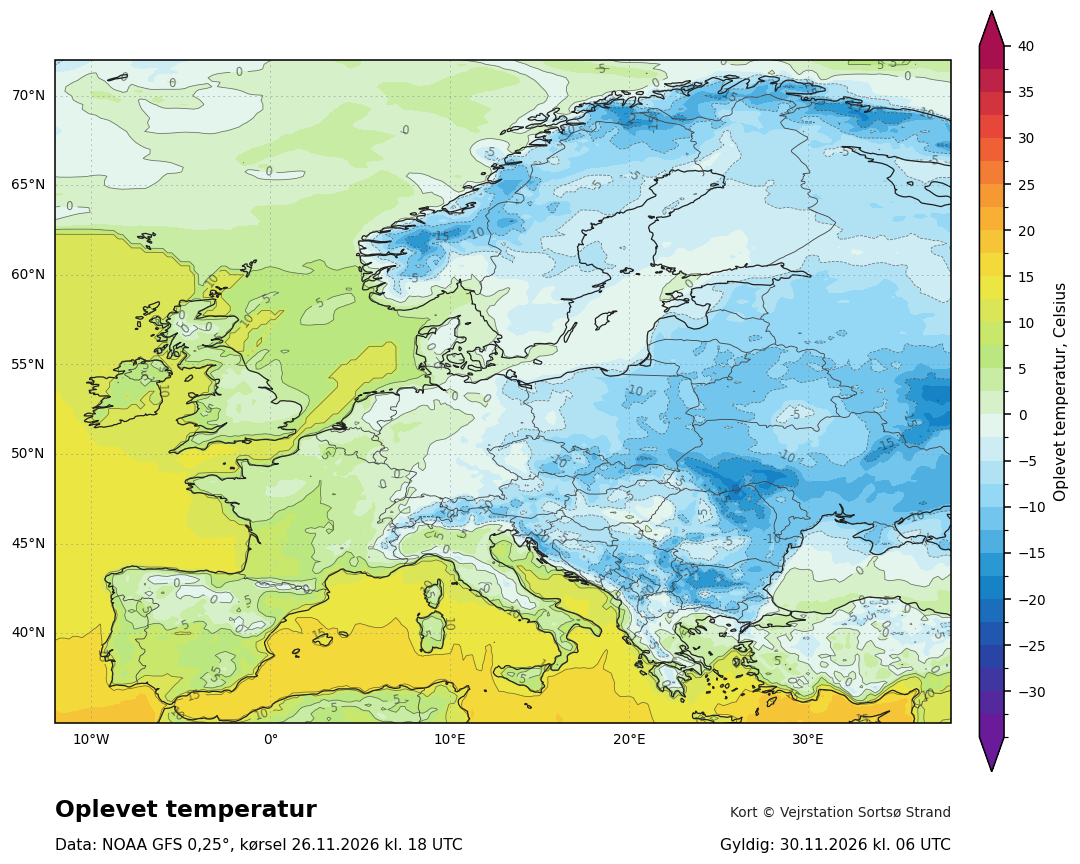 40
35
30
25
20
15
10
5
0
−5
−10
−15
−20
−25
−30
Oplevet temperatur, Celsius
70°N
65°N
60°N
55°N
50°N
45°N
40°N
10°W
0°
10°E
20°E
30°E
Oplevet temperatur
Kort © Vejrstation Sortsø Strand
Data: NOAA GFS 0,25°, kørsel 26.11.2026 kl. 18 UTC
Gyldig: 30.11.2026 kl. 06 UTC